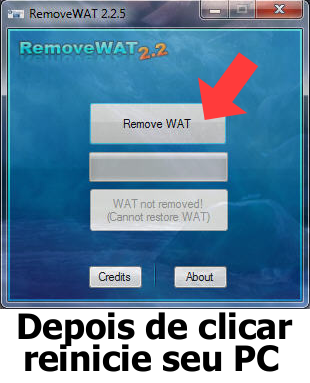 RemoveWAT 2.2.5
RemoveWAT 2.2
Remove WAT
WAT not removed!
(Cannot restore WAT)
Credits
About
Depois de clicar
reinicie seu PC